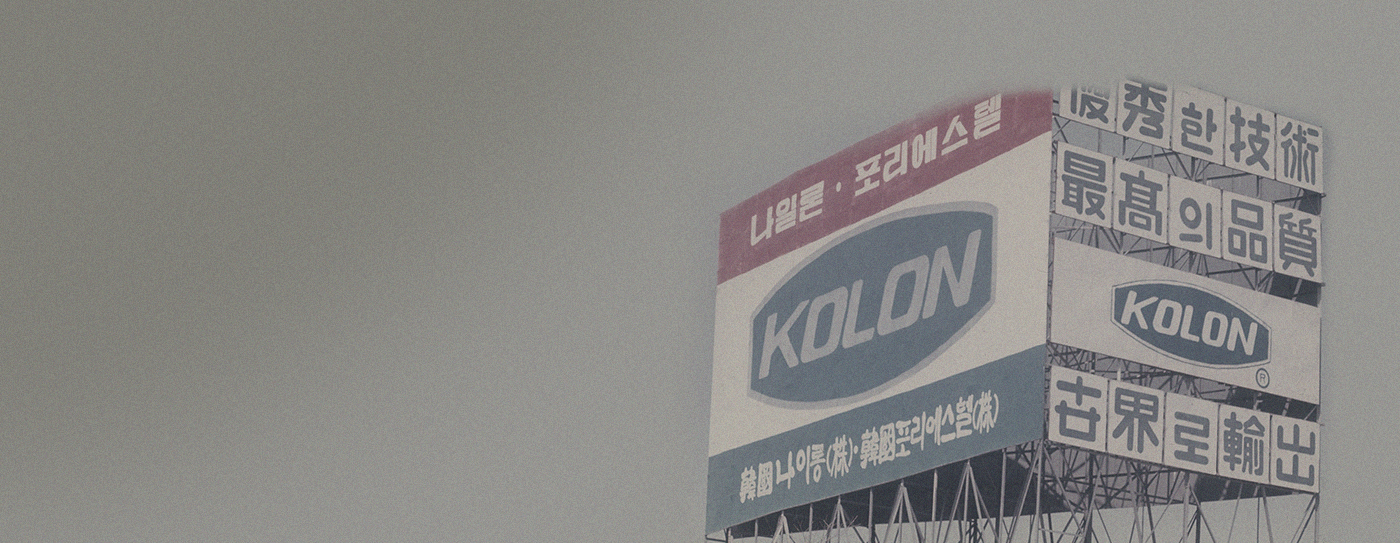 나일론 · 포리에스텔
KOLON
韓國나이롱(株)·韓國포리에스텔(株)
優秀한技術
最高의品質
KOLON
®
世界로輸出